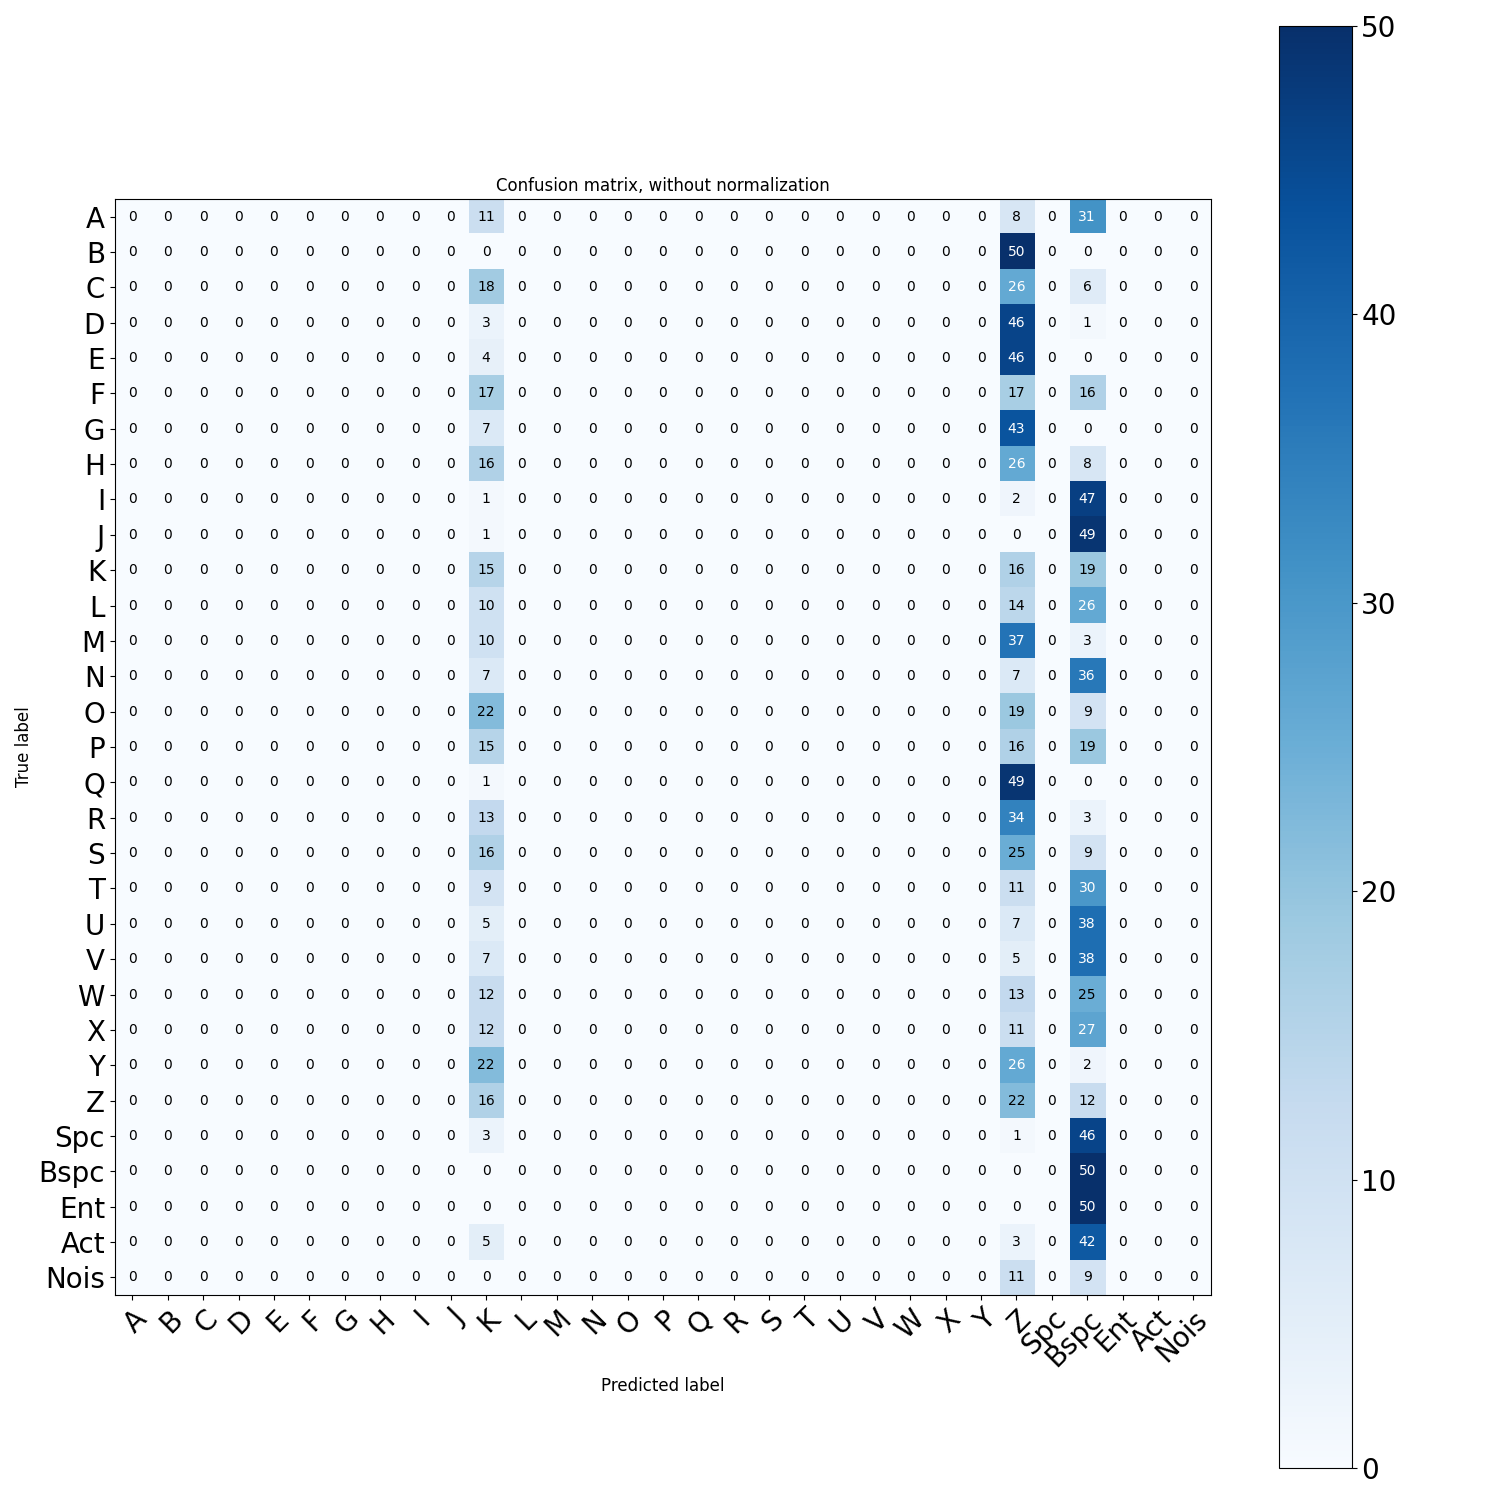 Confusion matrix, without normalization
A 0 0 0 0 0 0 0 0 0 0 11 0 0 0 0 0 0 0 0 0 0 0 0 0 0 8 0 31 0 0 0
B 0 0 0 0 0 0 0 0 0 0 0 0 0 0 0 0 0 0 0 0 0 0 0 0 0 50 0 0 0 0 0
C 0 0 0 0 0 0 0 0 0 0 18 0 0 0 0 0 0 0 0 0 0 0 0 0 0 26 0 6 0 0 0
D 0 0 0 0 0 0 0 0 0 0 3 0 0 0 0 0 0 0 0 0 0 0 0 0 0 46 0 1 0 0 0
E 0 0 0 0 0 0 0 0 0 0 4 0 0 0 0 0 0 0 0 0 0 0 0 0 0 46 0 0 0 0 0
F 0 0 0 0 0 0 0 0 0 0 17 0 0 0 0 0 0 0 0 0 0 0 0 0 0 17 0 16 0 0 0
G 0 0 0 0 0 0 0 0 0 0 7 0 0 0 0 0 0 0 0 0 0 0 0 0 0 43 0 0 0 0 0
H 0 0 0 0 0 0 0 0 0 0 16 0 0 0 0 0 0 0 0 0 0 0 0 0 0 26 0 8 0 0 0
I 0 0 0 0 0 0 0 0 0 0 1 0 0 0 0 0 0 0 0 0 0 0 0 0 0 2 0 47 0 0 0
J 0 0 0 0 0 0 0 0 0 0 1 0 0 0 0 0 0 0 0 0 0 0 0 0 0 0 0 49 0 0 0
K 0 0 0 0 0 0 0 0 0 0 15 0 0 0 0 0 0 0 0 0 0 0 0 0 0 16 0 19 0 0 0
L 0 0 0 0 0 0 0 0 0 0 10 0 0 0 0 0 0 0 0 0 0 0 0 0 0 14 0 26 0 0 0
M 0 0 0 0 0 0 0 0 0 0 10 0 0 0 0 0 0 0 0 0 0 0 0 0 0 37 0 3 0 0 0
N 0 0 0 0 0 0 0 0 0 0 7 0 0 0 0 0 0 0 0 0 0 0 0 0 0 7 0 36 0 0 0
O 0 0 0 0 0 0 0 0 0 0 22 0 0 0 0 0 0 0 0 0 0 0 0 0 0 19 0 9 0 0 0
P 0 0 0 0 0 0 0 0 0 0 15 0 0 0 0 0 0 0 0 0 0 0 0 0 0 16 0 19 0 0 0
Q 0 0 0 0 0 0 0 0 0 0 1 0 0 0 0 0 0 0 0 0 0 0 0 0 0 49 0 0 0 0 0
R 0 0 0 0 0 0 0 0 0 0 13 0 0 0 0 0 0 0 0 0 0 0 0 0 0 34 0 3 0 0 0
S 0 0 0 0 0 0 0 0 0 0 16 0 0 0 0 0 0 0 0 0 0 0 0 0 0 25 0 9 0 0 0
T 0 0 0 0 0 0 0 0 0 0 9 0 0 0 0 0 0 0 0 0 0 0 0 0 0 11 0 30 0 0 0
U 0 0 0 0 0 0 0 0 0 0 5 0 0 0 0 0 0 0 0 0 0 0 0 0 0 7 0 38 0 0 0
V 0 0 0 0 0 0 0 0 0 0 7 0 0 0 0 0 0 0 0 0 0 0 0 0 0 5 0 38 0 0 0
W 0 0 0 0 0 0 0 0 0 0 12 0 0 0 0 0 0 0 0 0 0 0 0 0 0 13 0 25 0 0 0
X 0 0 0 0 0 0 0 0 0 0 12 0 0 0 0 0 0 0 0 0 0 0 0 0 0 11 0 27 0 0 0
Y 0 0 0 0 0 0 0 0 0 0 22 0 0 0 0 0 0 0 0 0 0 0 0 0 0 26 0 2 0 0 0
Z 0 0 0 0 0 0 0 0 0 0 16 0 0 0 0 0 0 0 0 0 0 0 0 0 0 22 0 12 0 0 0
Spc 0 0 0 0 0 0 0 0 0 0 3 0 0 0 0 0 0 0 0 0 0 0 0 0 0 1 0 46 0 0 0
Bspc 0 0 0 0 0 0 0 0 0 0 0 0 0 0 0 0 0 0 0 0 0 0 0 0 0 0 0 50 0 0 0
Ent 0 0 0 0 0 0 0 0 0 0 0 0 0 0 0 0 0 0 0 0 0 0 0 0 0 0 0 50 0 0 0
Act 0 0 0 0 0 0 0 0 0 0 5 0 0 0 0 0 0 0 0 0 0 0 0 0 0 3 0 42 0 0 0
Nois 0 0 0 0 0 0 0 0 0 0 0 0 0 0 0 0 0 0 0 0 0 0 0 0 0 11 0 9 0 0 0
A B C D E F G H I J K L M N O P Q R S T U V W X Y Z Spc Bspc Ent Act Nois
Predicted label
True label
50
40
30
20
10
0